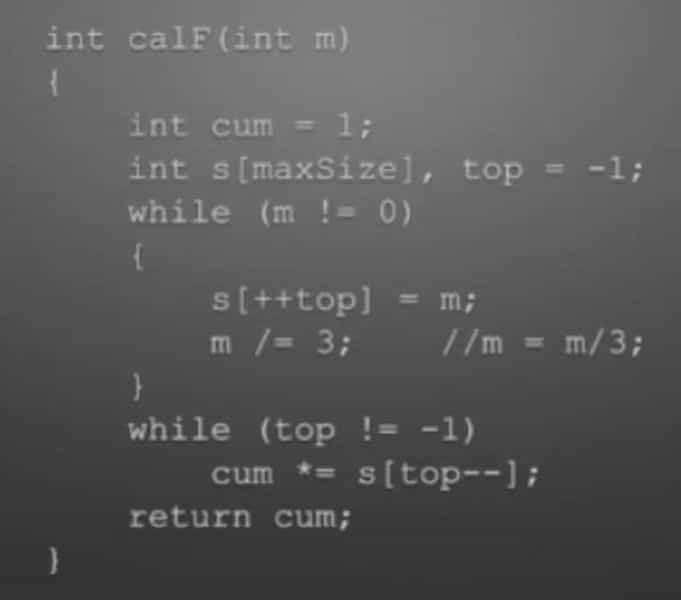 int calF(int m)
{
int cum = 1;
int s[maxSize], top = -1;
while (m != 0)
{
s[++top] = m;
m /= 3; //m = m/3;
}
while (top != -1)
cum *= s[top--];
return cum;
}